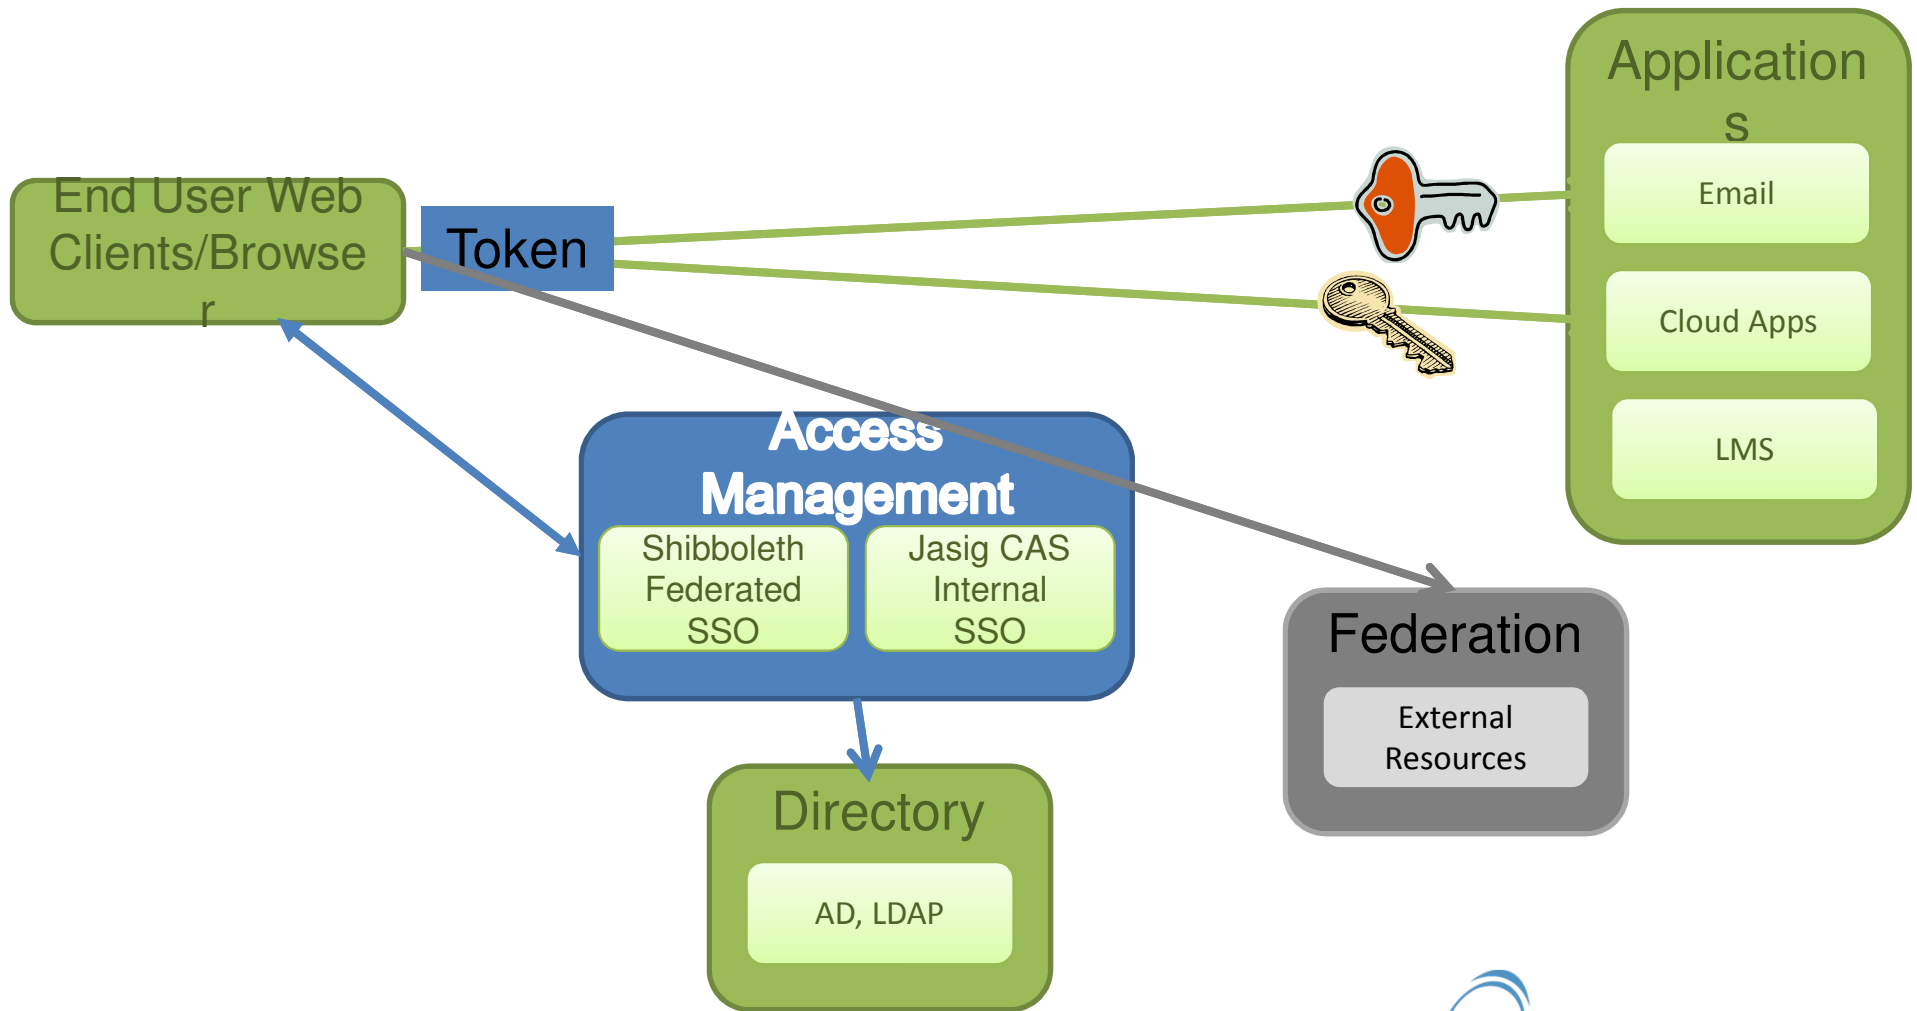 Application
s
Email
Cloud Apps
LMS
End User Web
Clients/Browse
r
Token
Access
Management
Shibboleth
Federated
SSO
Jasig CAS
Internal
SSO
Federation
External
Resources
Directory
AD, LDAP